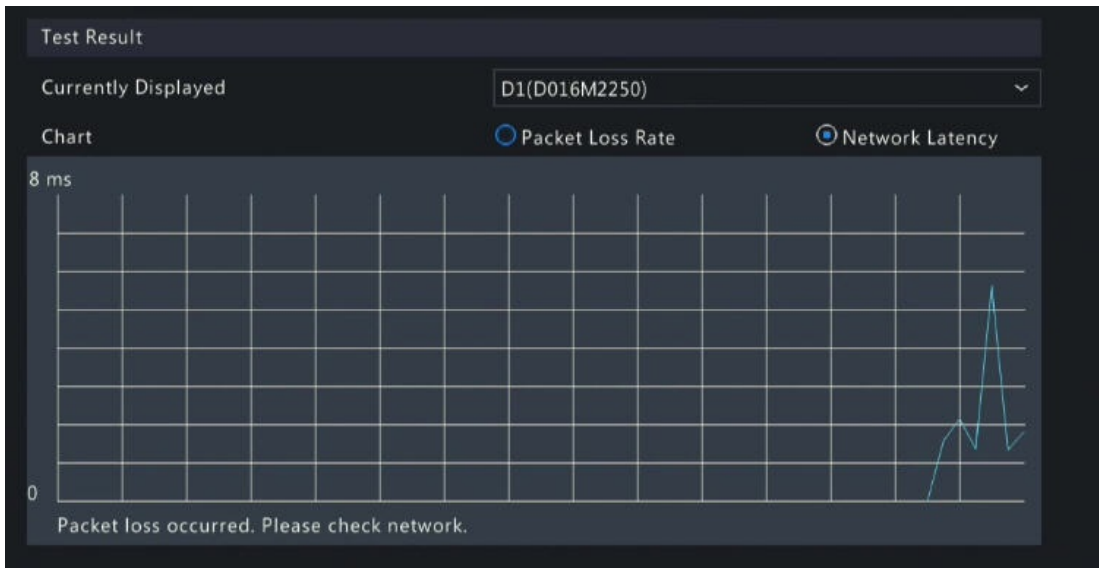 Test Result
Currently Displayed D1(D016M2250)
Chart Packet Loss Rate Network Latency
8 ms
0
Packet loss occurred. Please check network.